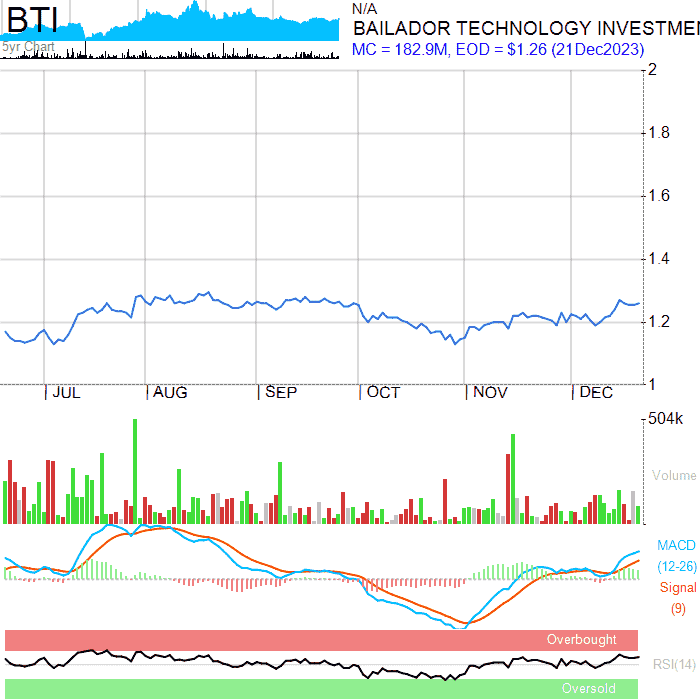 BTI
5yr Chart
N/A
BAILADOR TECHNOLOGY INVESTMEN
MC = 182.9M, EOD = $1.26 (21Dec2023)
2
1.8
1.6
1.4
1.2
1
JUL AUG SEP OCT NOV DEC
504k
Volume
MACD
(12-26)
Signal
(9)
Overbought
RSI(14)
Oversold